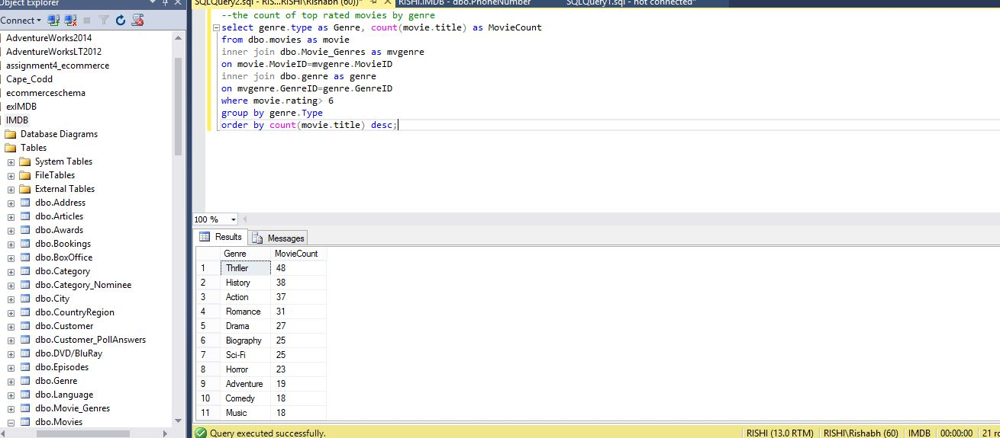 Object Explorer
Connect
AdventureWorks2014
AdventureWorksLT2012
assignment4_ecommerce
Cape_Codd
ecommerceschema
exIMDB
IMDB
Database Diagrams
Tables
System Tables
FileTables
External Tables
dbo.Address
dbo.Articles
dbo.Awards
dbo.Bookings
dbo.BoxOffice
dbo.Category
dbo.Category_Nominee
dbo.City
dbo.CountryRegion
dbo.Customer
dbo.Customer_PollAnswers
dbo.DVD/BluRay
dbo.Episodes
dbo.Genre
dbo.Language
dbo.Movie_Genres
dbo.Movies
SQLQuery2.sql - RIS...RISHI\Rishabh (60))*
RISHI.IMDB - dbo.PhoneNumber
SQLQuery1.sql - not connected*
--the count of top rated movies by genre
select genre.type as Genre, count(movie.title) as MovieCount
from dbo.movies as movie
inner join dbo.Movie_Genres as mvgenre
on movie.MovieID=mvgenre.MovieID
inner join dbo.genre as genre
on mvgenre.GenreID=genre.GenreID
where movie.rating> 6
group by genre.Type
order by count(movie.title) desc;
100 %
Results Messages
Genre MovieCount
1 Thriller 48
2 History 38
3 Action 37
4 Romance 31
5 Drama 27
6 Biography 25
7 Sci-Fi 25
8 Horror 23
9 Adventure 19
10 Comedy 18
11 Music 18
Query executed successfully.
RISHI (13.0 RTM) RISHI\Rishabh (60) IMDB 00:00:00 21